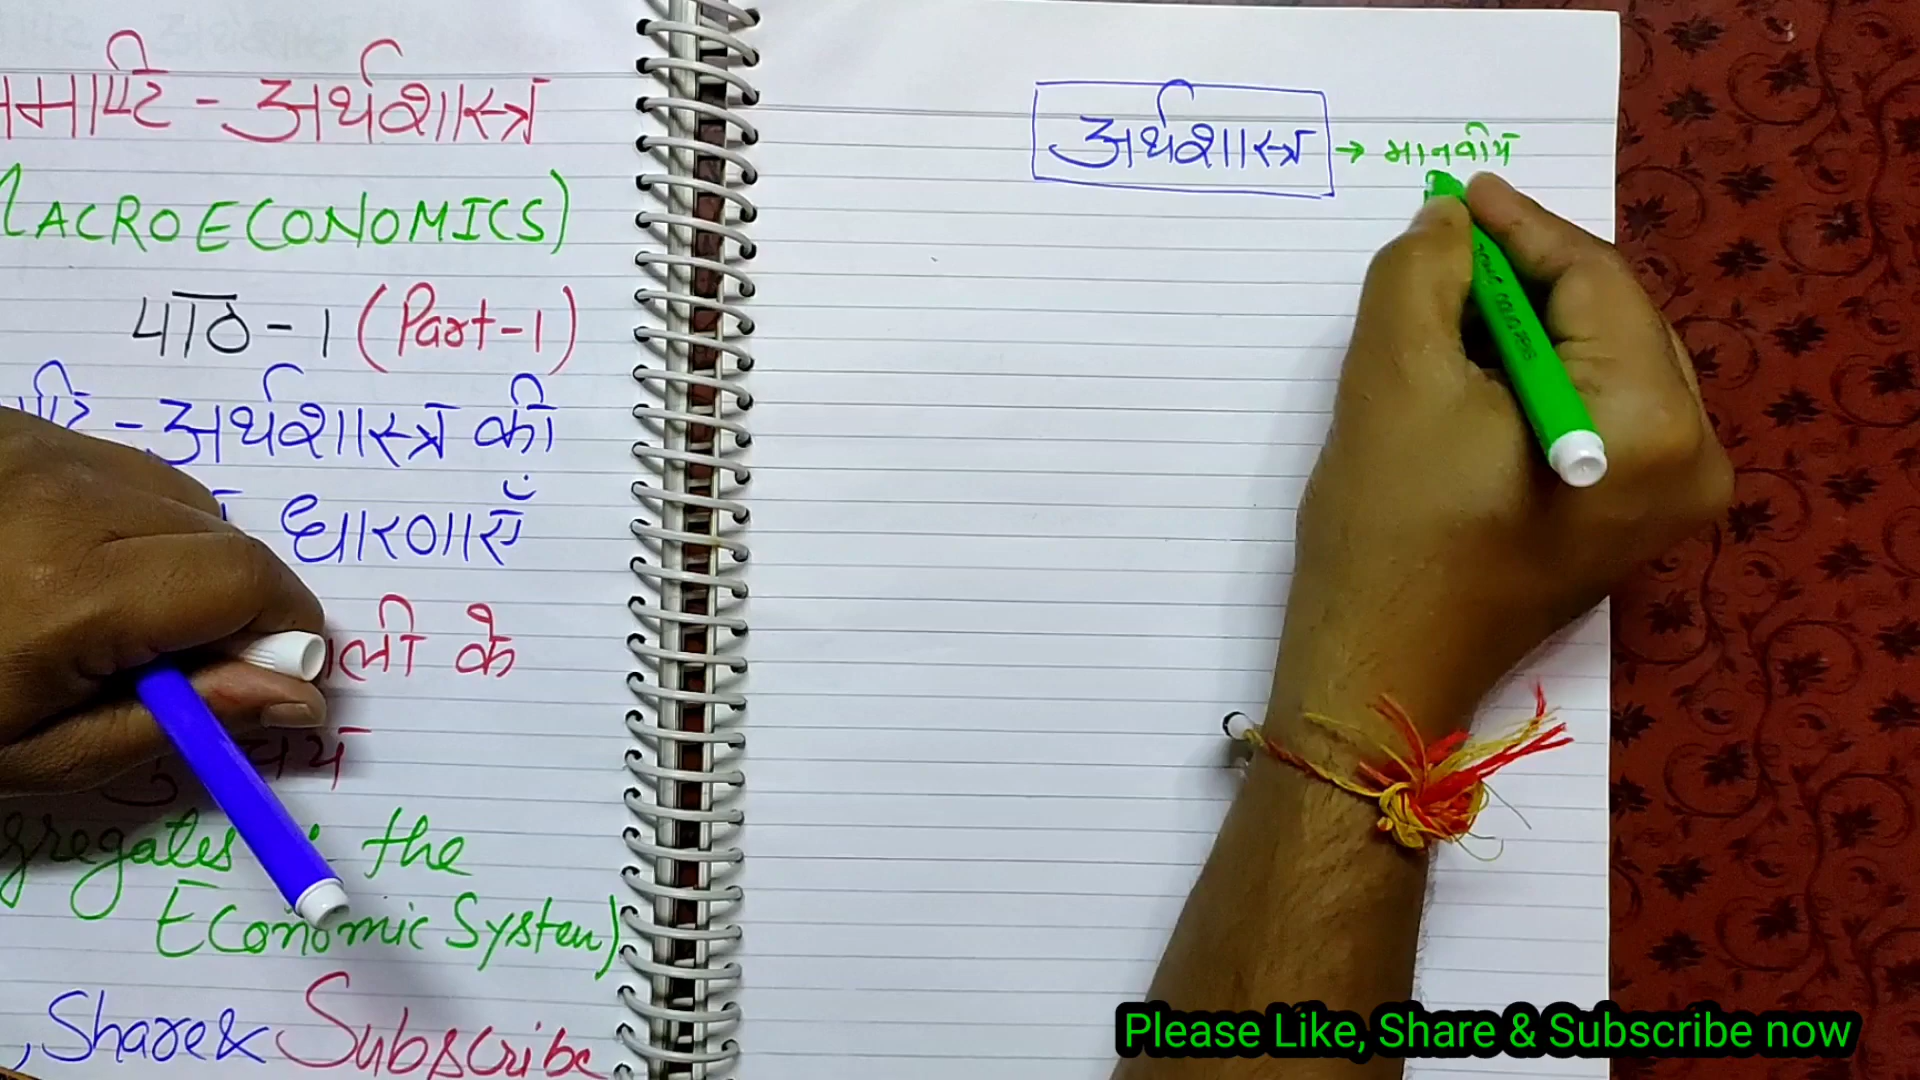 समष्टि - अर्थशास्त्र
MACROECONOMICS)
पाठ - 1 (Part-1)
- अर्थशास्त्र की
धारणाएँ
के
the
Economic System)
, Share & Subscribe
अर्थशास्त्र → मानवीय
Please Like, Share & Subscribe now